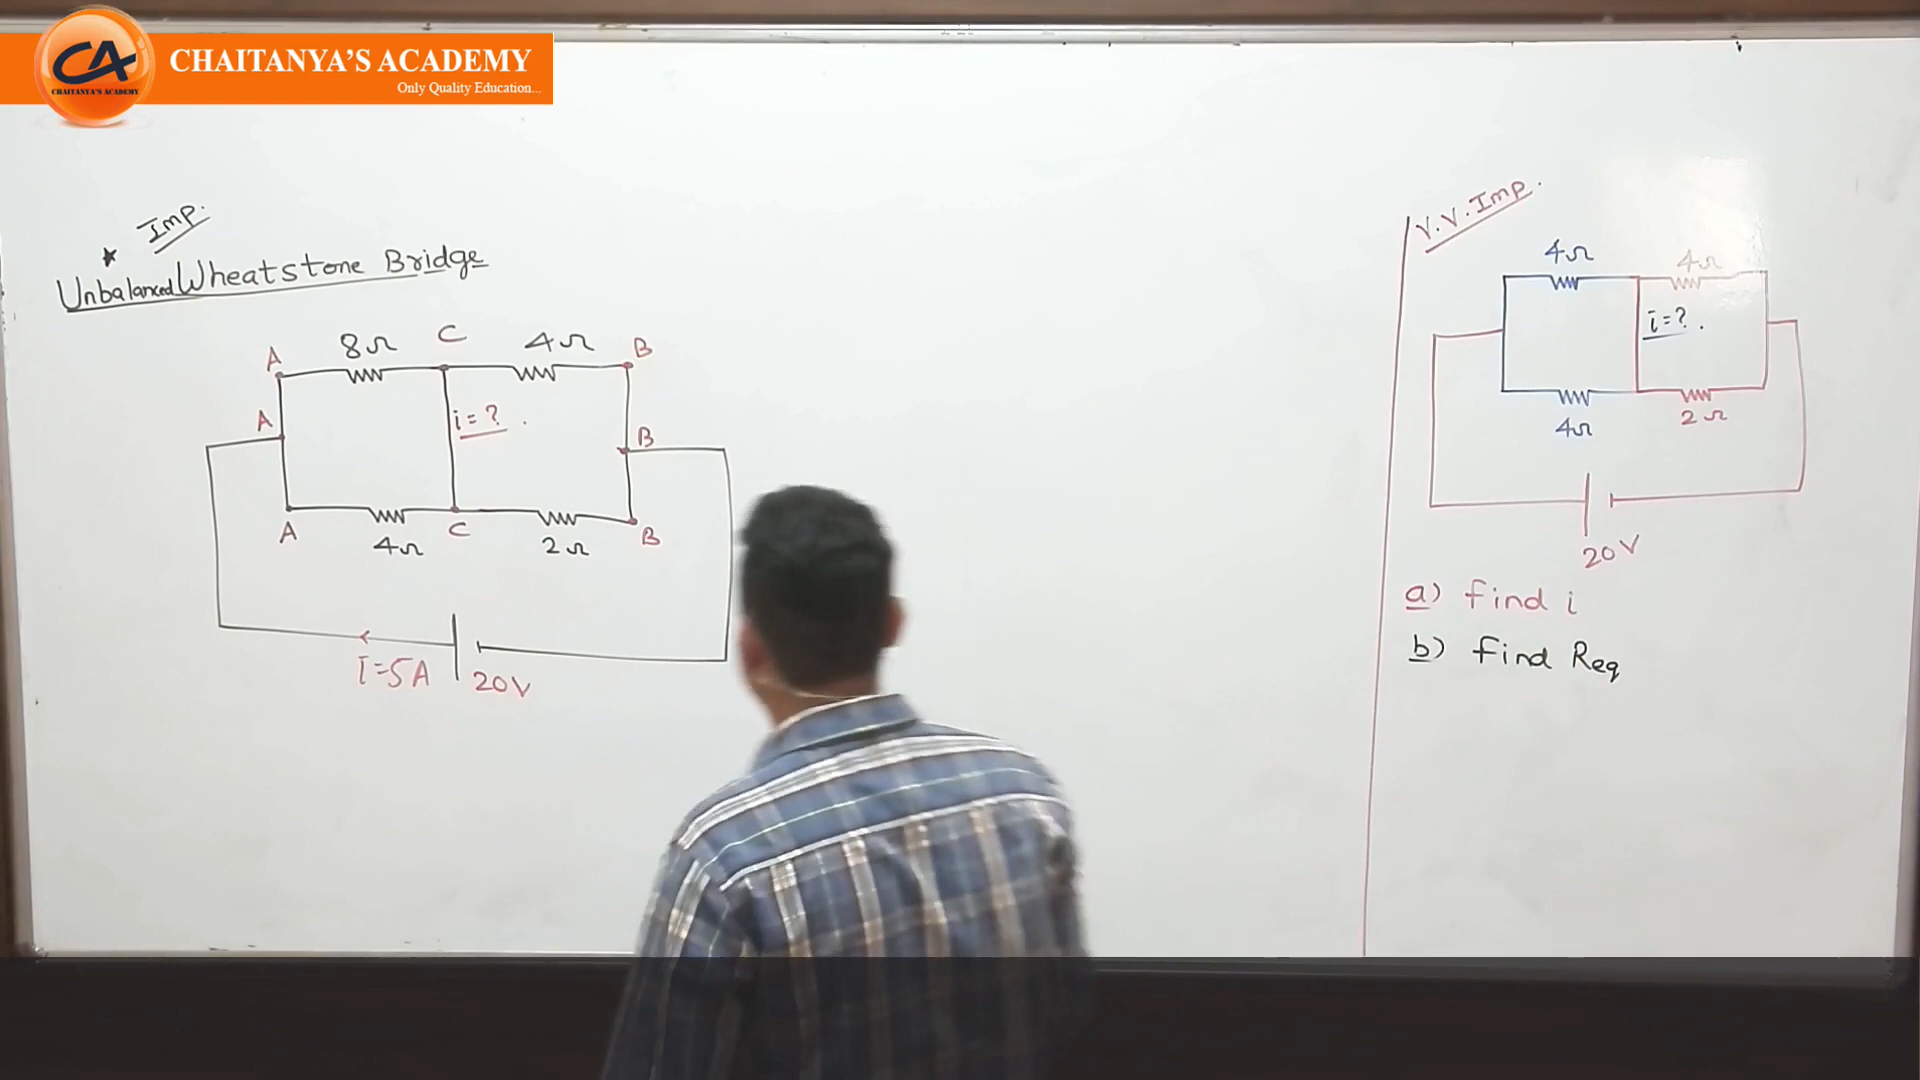 CA
CHAITANYA'S ACADEMY
CHAITANYA'S ACADEMY
Only Quality Education...
★ Imp.
Unbalanced Wheatstone Bridge
A 8Ω C 4Ω B
A i=? . B
A 4Ω C 2Ω B
I=5A 20V
V.V.Imp.
4Ω 4Ω
i=? .
4Ω 2Ω
20V
a) find i
b) find Req